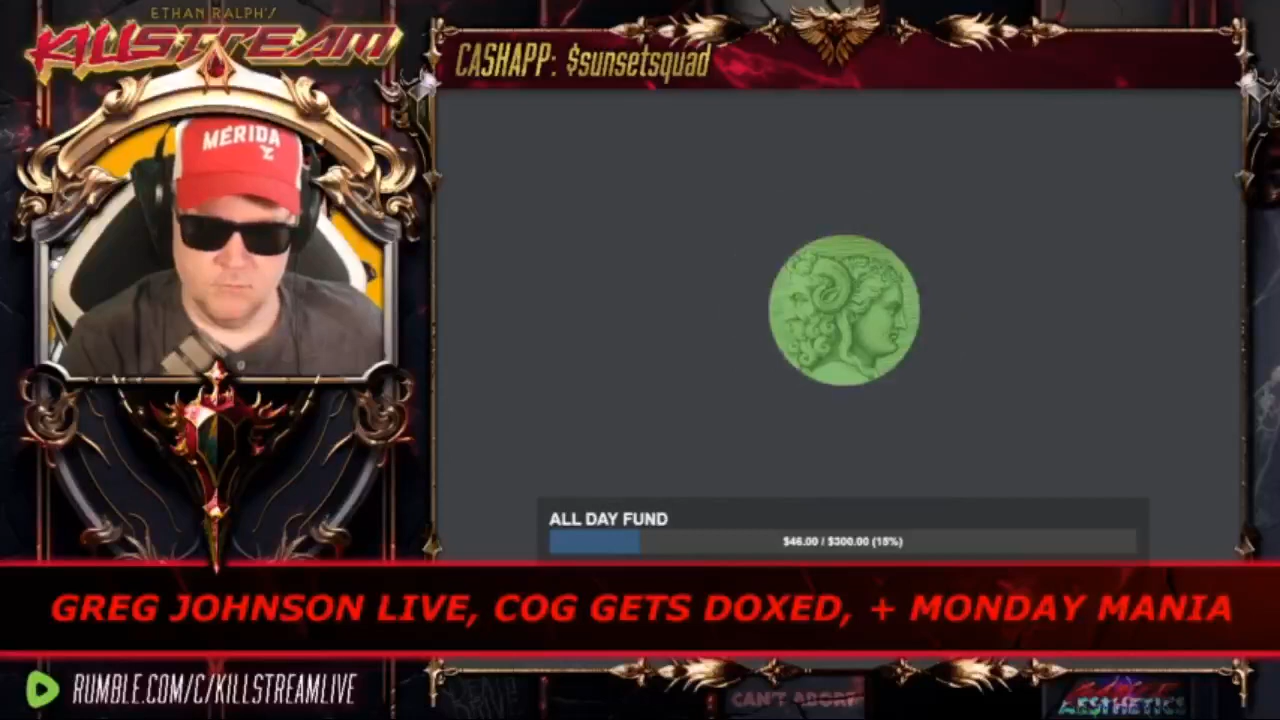 ETHAN RALPH'S
KILLSTREAM
CASHAPP: $sunsetsquad
MÉRIDA
ALL DAY FUND
$46.00 / $300.00 (15%)
GREG JOHNSON LIVE, COG GETS DOXED, + MONDAY MANIA
RUMBLE.COM/C/KILLSTREAMLIVE
CAN'T ABORT
AESTHETICS